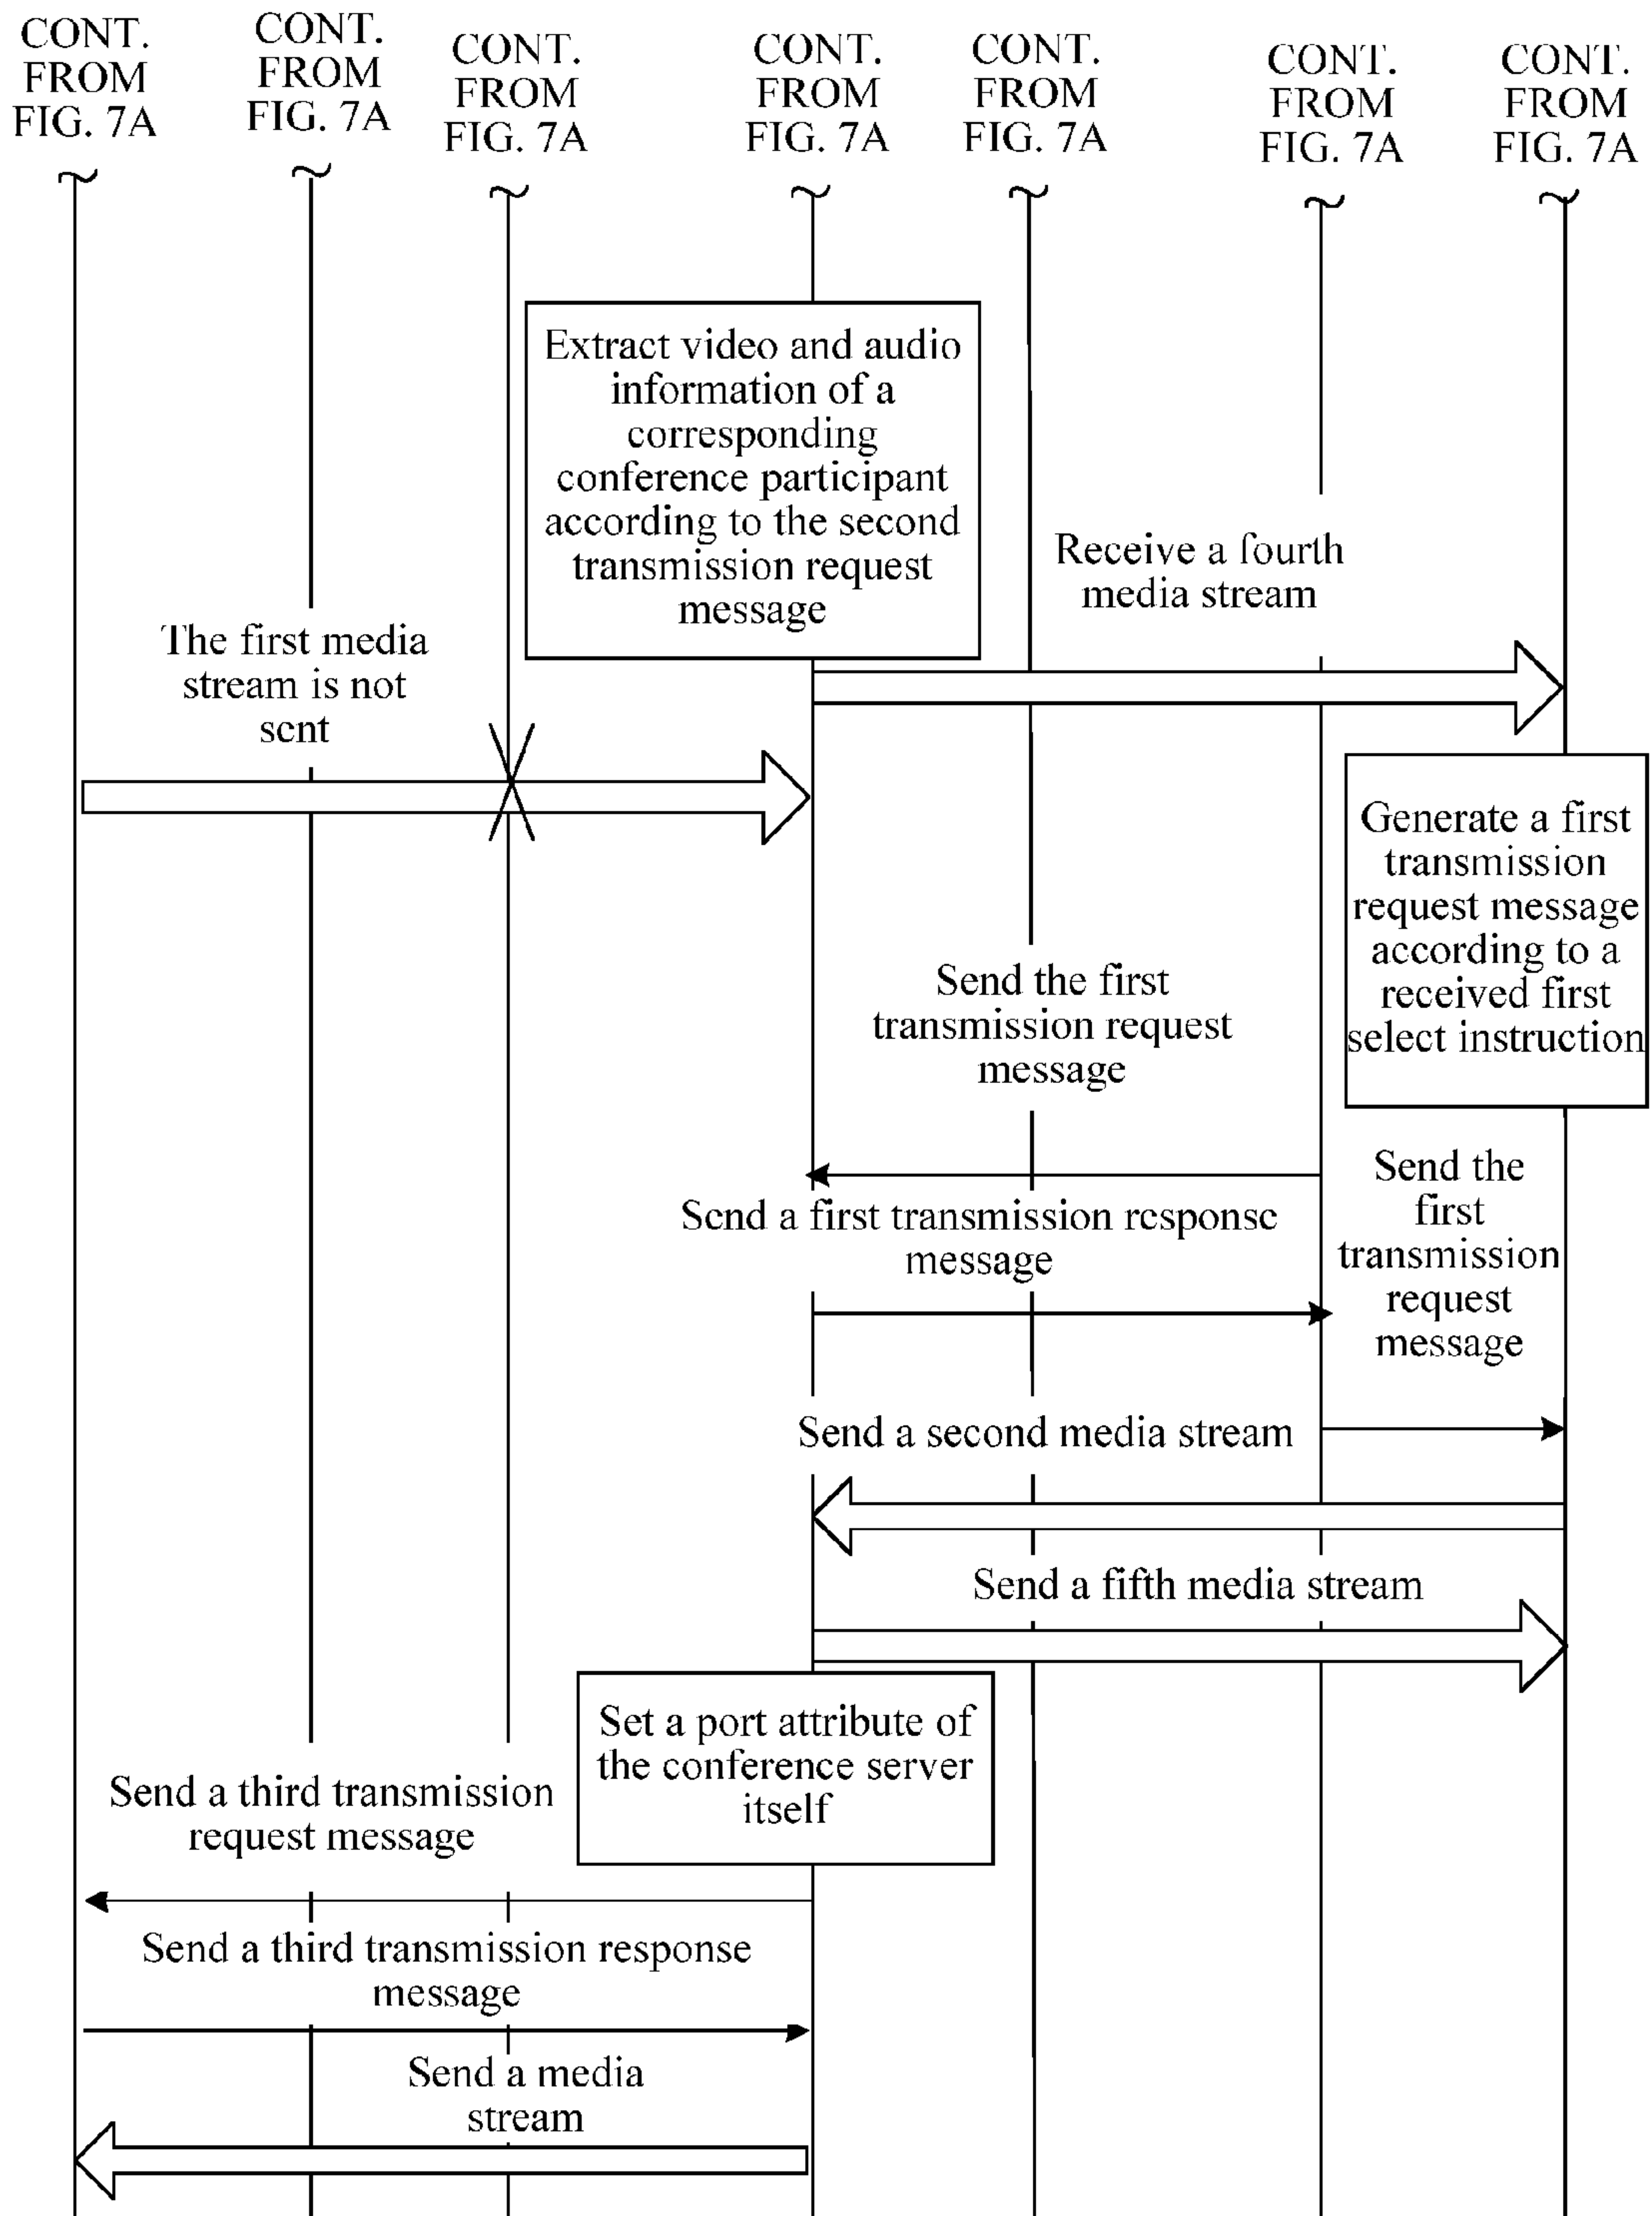 CONT.
FROM
FIG. 7A
CONT.
FROM
FIG. 7A
CONT.
FROM
FIG. 7A
CONT.
FROM
FIG. 7A
CONT.
FROM
FIG. 7A
CONT.
FROM
FIG. 7A
CONT.
FROM
FIG. 7A
Extract video and audio
information of a
corresponding
conference participant
according to the second
transmission request
message
Receive a fourth
media stream
The first media
stream is not
sent
Generate a first
transmission
request message
according to a
received first
select instruction
Send the first
transmission request
message
Send the
first
transmission
request
message
Send a first transmission response
message
Send a second media stream
Send a fifth media stream
Set a port attribute of
the conference server
itself
Send a third transmission
request message
Send a third transmission response
message
Send a media
stream